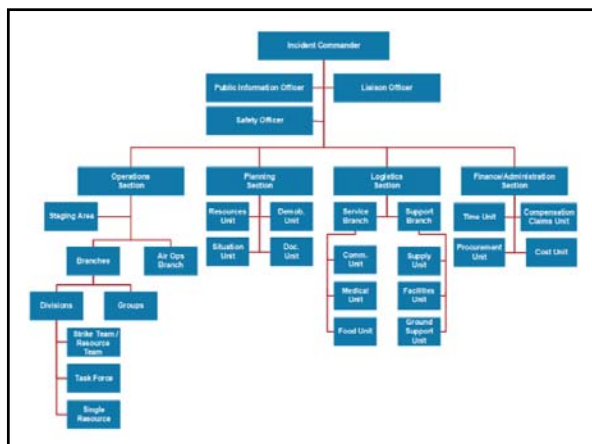 Incident Commander
Public Information Officer
Liaison Officer
Safety Officer
Operations
Section
Planning
Section
Logistics
Section
Finance/Administration
Section
Staging Area
Resources
Unit
Demob.
Unit
Service
Branch
Support
Branch
Time Unit
Compensation
Claims Unit
Branches
Air Ops
Branch
Situation
Unit
Doc.
Unit
Comm.
Unit
Supply
Unit
Procurement
Unit
Cost Unit
Divisions
Groups
Medical
Unit
Facilities
Unit
Strike Team /
Resource
Team
Food Unit
Ground
Support
Unit
Task Force
Single
Resource